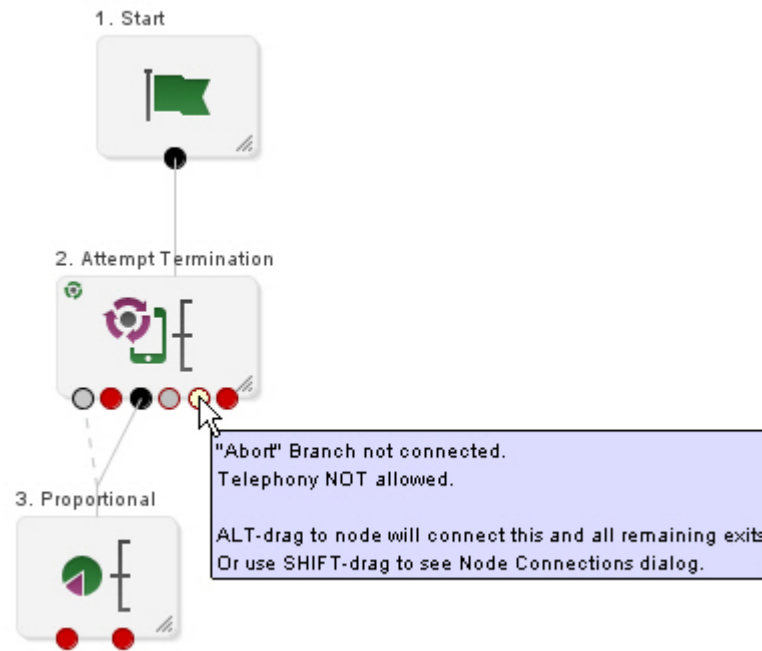 1. Start
2. Attempt Termination
"Abort" Branch not connected.
Telephony NOT allowed.
ALT-drag to node will connect this and all remaining exits
Or use SHIFT-drag to see Node Connections dialog.
3. Proportional